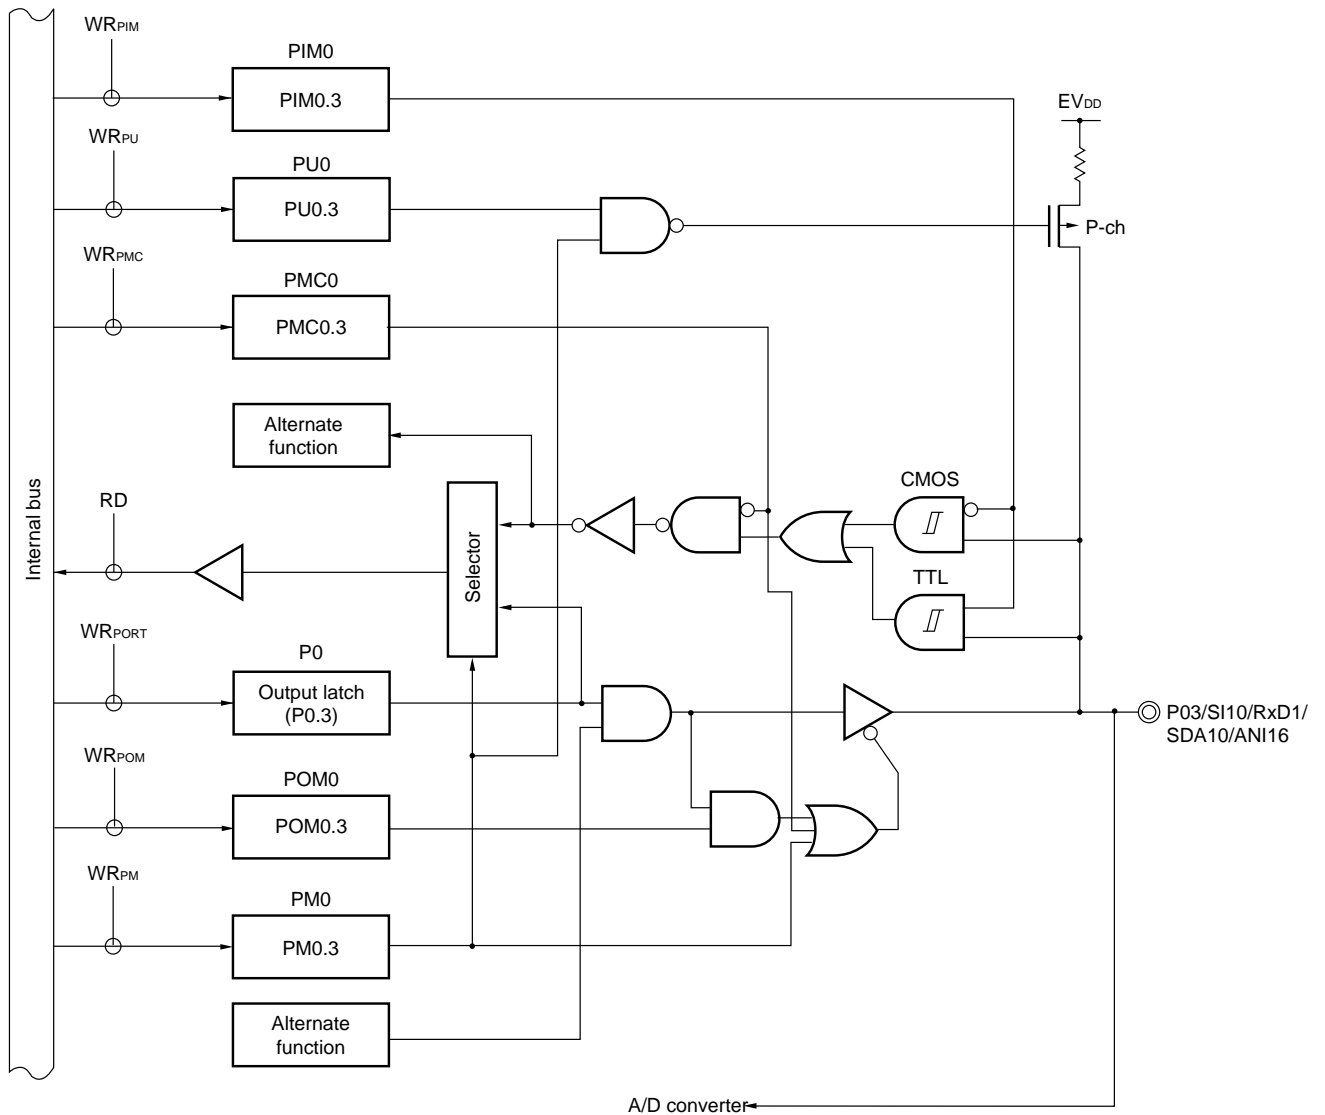 WRPIM
PIM0
PIM0.3
EVDD
WRPU
PU0
PU0.3
P-ch
WRPMC
PMC0
PMC0.3
Alternate
function
CMOS
Internal bus
RD
Selector
TTL
WRPORT
P0
Output latch
(P0.3)
P03/SI10/RxD1/
SDA10/ANI16
WRPOM
POM0
POM0.3
WRPM
PM0
PM0.3
Alternate
function
A/D converter